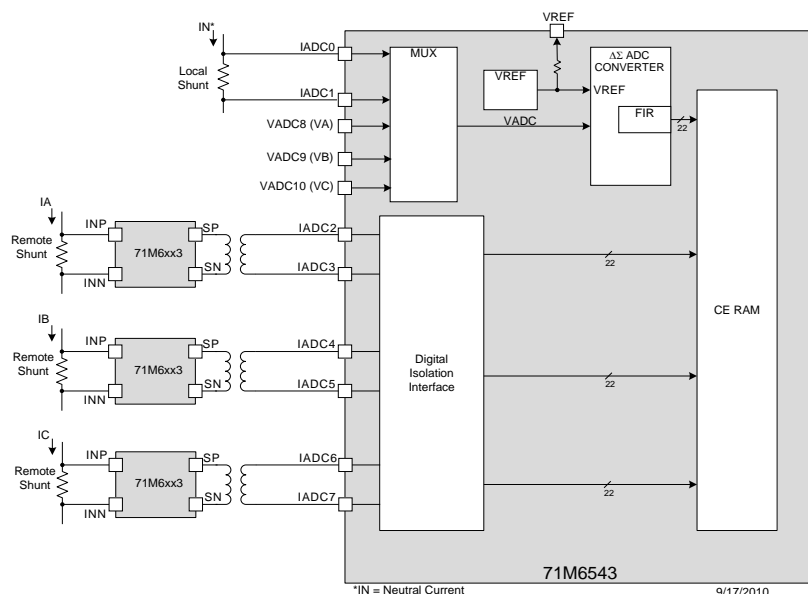 IN*
VREF
IADC0
MUX
ΔΣ ADC
CONVERTER
Local
Shunt
VREF
VREF
IADC1
FIR
VADC8 (VA)
VADC
22
VADC9 (VB)
VADC10 (VC)
IA
INP
SP
IADC2
Remote
Shunt
71M6xx3
22
SN
IADC3
INN
CE RAM
IB
INP
SP
IADC4
Remote
Shunt
71M6xx3
Digital
Isolation
Interface
22
SN
IADC5
INN
IC
INP
SP
IADC6
Remote
Shunt
71M6xx3
22
SN
IADC7
INN
71M6543
*IN = Neutral Current
9/17/2010